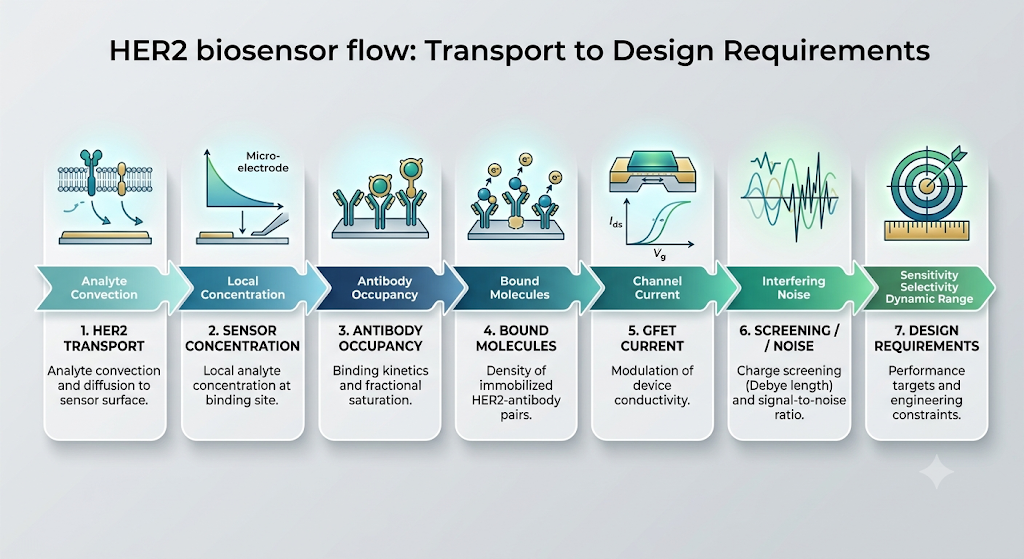 HER2 biosensor flow: Transport to Design Requirements
Micro-
electrode
e⁻
e⁻
e⁻
Ids
Vg
Analyte
Convection
Local
Concentration
Antibody
Occupancy
Bound
Molecules
Channel
Current
Interfering
Noise
Sensitivity
Selectivity
Dynamic Range
1. HER2
TRANSPORT
Analyte convection
and diffusion to
sensor surface.
2. SENSOR
CONCENTRATION
Local analyte
concentration at
binding site.
3. ANTIBODY
OCCUPANCY
Binding kinetics
and fractional
saturation.
4. BOUND
MOLECULES
Density of
immobilized
HER2-antibody
pairs.
5. GFET
CURRENT
Modulation of
device
conductivity.
6. SCREENING /
/ NOISE
Charge screening
(Debye length)
and signal-to-noise
ratio.
7. DESIGN
REQUIREMENTS
Performance
targets and
engineering
constraints.